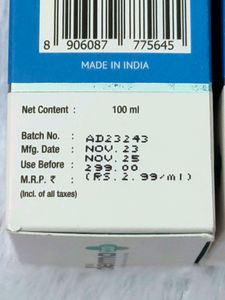 8 906087 775645
MADE IN INDIA
Net Content : 100 ml
Batch No. : AD23243
Mfg. Date : NOV.23
Use Before : NOV.25
M.R.P. ₹ : 299.00
(Incl. of all taxes) (RS.2.99/ml)